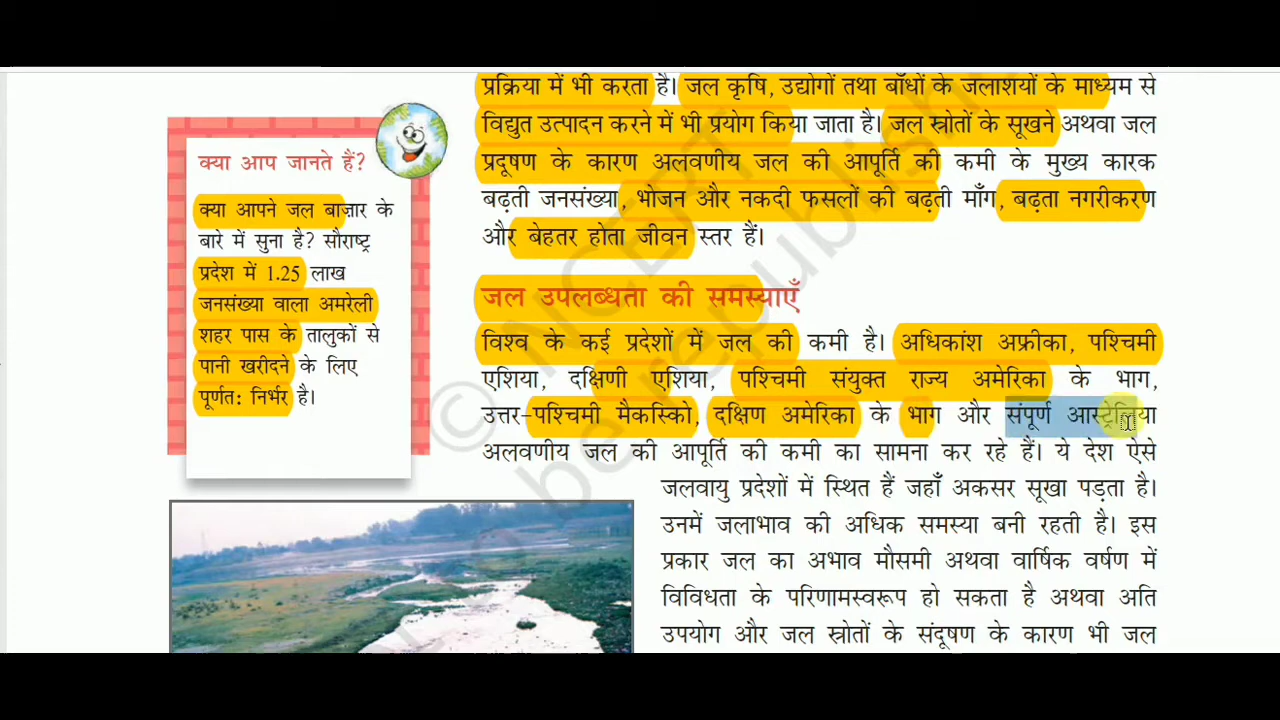 प्रक्रिया में भी करता है। जल कृषि, उद्योगों तथा बाँधों के जलाशयों के माध्यम से
विद्युत उत्पादन करने में भी प्रयोग किया जाता है। जल स्त्रोतों के सूखने अथवा जल
प्रदूषण के कारण अलवणीय जल की आपूर्ति की कमी के मुख्य कारक
बढ़ती जनसंख्या, भोजन और नकदी फसलों की बढ़ती माँग, बढ़ता नगरीकरण
और बेहतर होता जीवन स्तर हैं।
क्या आप जानते हैं?
क्या आपने जल बाज़ार के
बारे में सुना है? सौराष्ट्र
प्रदेश में 1.25 लाख
जनसंख्या वाला अमरेली
शहर पास के तालुकों से
पानी खरीदने के लिए
पूर्णत: निर्भर है।
जल उपलब्धता की समस्याएँ
विश्व के कई प्रदेशों में जल की कमी है। अधिकांश अफ्रीका, पश्चिमी
एशिया, दक्षिणी एशिया, पश्चिमी संयुक्त राज्य अमेरिका के भाग,
उत्तर-पश्चिमी मैकस्किो, दक्षिण अमेरिका के भाग और संपूर्ण आस्ट्रेलिया
अलवणीय जल की आपूर्ति की कमी का सामना कर रहे हैं। ये देश ऐसे
जलवायु प्रदेशों में स्थित हैं जहाँ अकसर सूखा पड़ता है।
उनमें जलाभाव की अधिक समस्या बनी रहती है। इस
प्रकार जल का अभाव मौसमी अथवा वार्षिक वर्षण में
विविधता के परिणामस्वरूप हो सकता है अथवा अति
उपयोग और जल स्त्रोतों के संदूषण के कारण भी जल
© NCERT
be republish